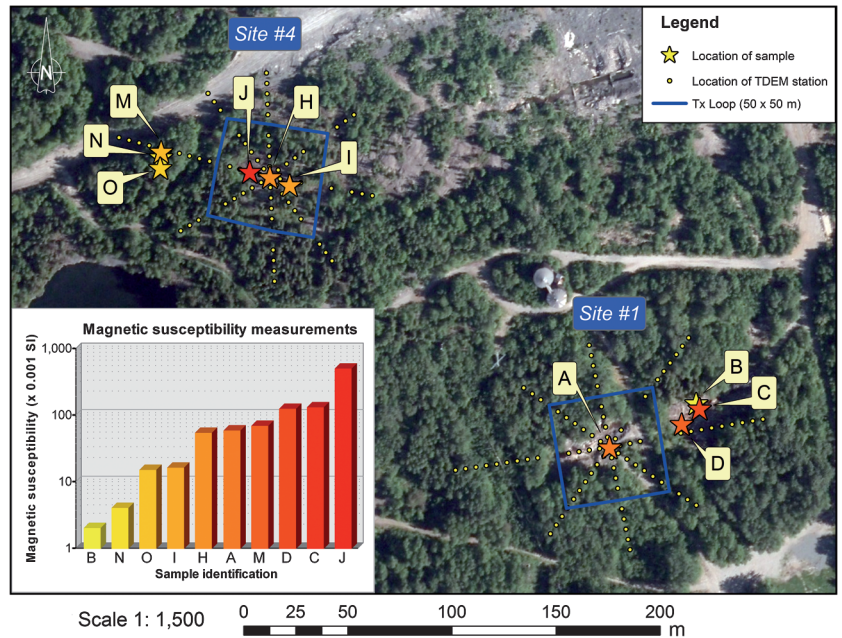 Site #4
Legend
Location of sample
Location of TDEM station
Tx Loop (50 x 50 m)
N
M
J
H
N
I
O
Site #1
A
B
C
D
Magnetic susceptibility measurements
Magnetic susceptibility (x 0.001 SI)
1,000
100
10
1
B N O I H A M D C J
Sample identification
Scale 1: 1,500
0 25 50 100 150 200
m